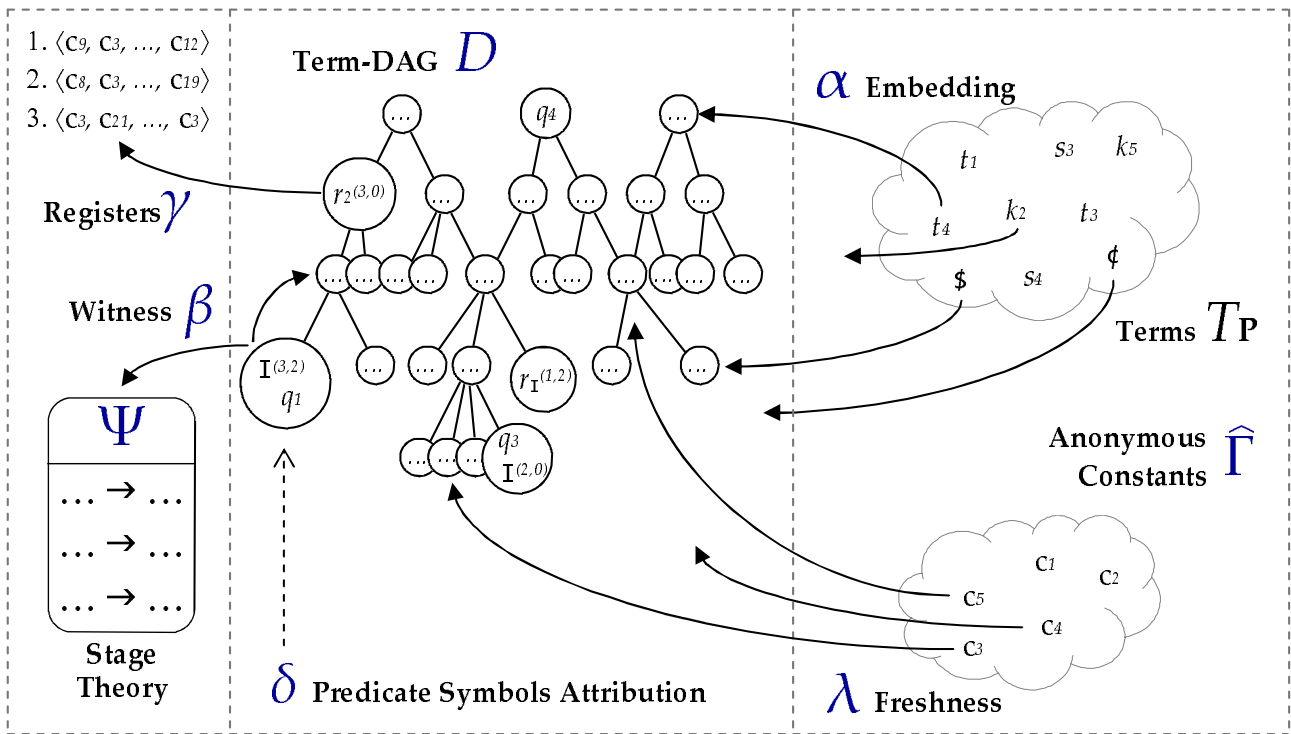 1. ⟨c9, c3, ..., c12⟩
2. ⟨c8, c3, ..., c19⟩
3. ⟨c3, c21, ..., c3⟩
Registers γ
Witness β
Ψ
... → ...
... → ...
... → ...
Stage
Theory
Term-DAG D
... q4 ...
r2(3,0) ... ... ... ... ...
... ... ... ... ... ... ... ... ... ... ...
I(3,2)
q1
... ... ... rI(1,2) ... ...
... ... ... q3
I(2,0)
δ Predicate Symbols Attribution
α Embedding
t1 s3 k5
t4 k2 t3
$ s4 ¢
Terms TP
Anonymous
Constants Γ̂
c1 c2
c5
c4
c3
λ Freshness